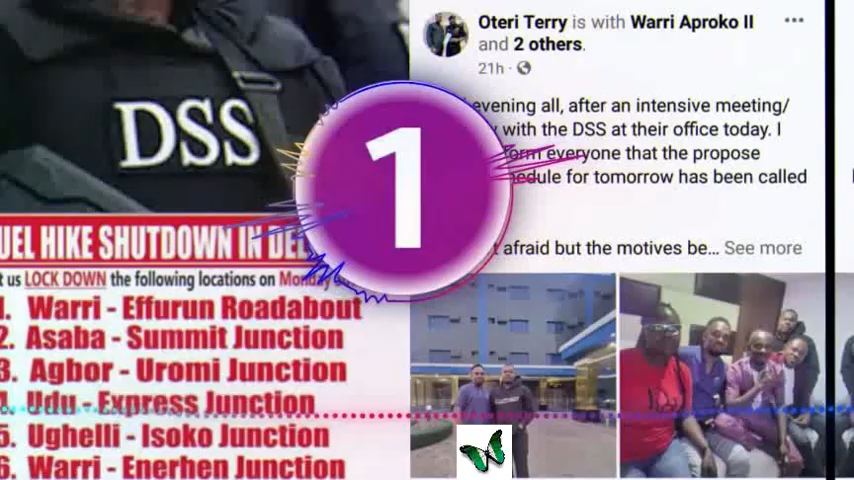 DSS
UEL HIKE SHUTDOWN IN DEL
t us LOCK DOWN the following locations on Monday
1. Warri - Effurun Roadabout
2. Asaba - Summit Junction
3. Agbor - Uromi Junction
4. Udu - Express Junction
5. Ughelli - Isoko Junction
6. Warri - Enerhen Junction
1
Oteri Terry is with Warri Aproko II
and 2 others.
21h
evening all, after an intensive meeting/
with the DSS at their office today. I
form everyone that the propose
hedule for tomorrow has been called
t afraid but the motives be... See more